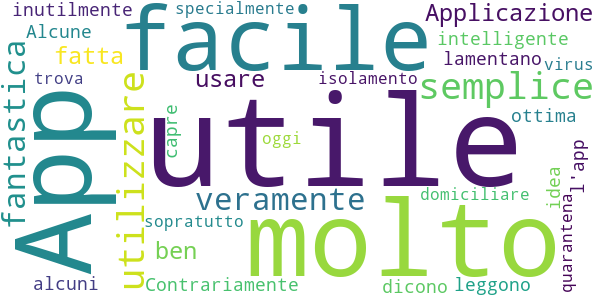 inutilmente
specialmente
Applicazione
Alcune
facile
intelligente
fatta
lamentano
virus
trova
usare
isolamento
semplice
fantastica
App
utilizzare
capre
utile
oggi
ottima
l'app
veramente
domiciliare
idea
quarantena
sopratutto
molto
ben
alcuni
Contrariamente
dicono
leggono